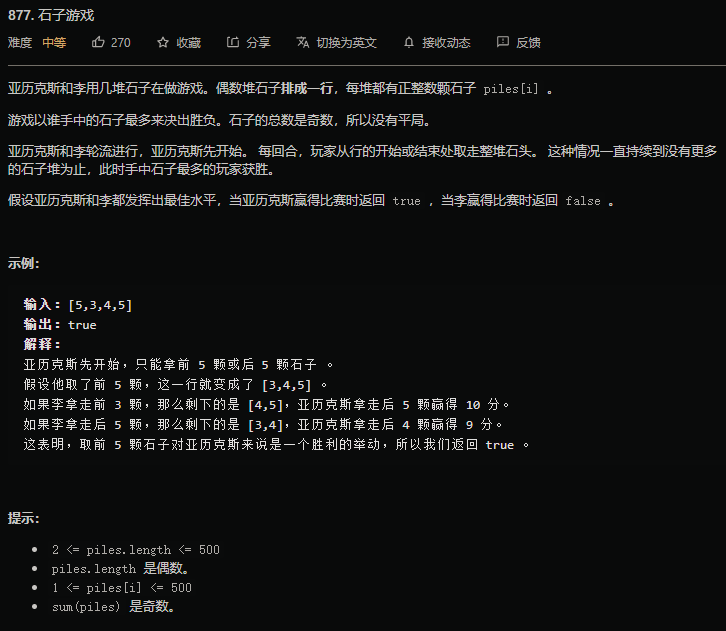 877. 石子游戏
难度 中等 270 收藏 分享 切换为英文 接收动态 反馈
亚历克斯和李用几堆石子在做游戏。偶数堆石子排成一行，每堆都有正整数颗石子 piles[i] 。
游戏以谁手中的石子最多来决出胜负。石子的总数是奇数，所以没有平局。
亚历克斯和李轮流进行，亚历克斯先开始。 每回合，玩家从行的开始或结束处取走整堆石头。 这种情况一直持续到没有更多
的石子堆为止，此时手中石子最多的玩家获胜。
假设亚历克斯和李都发挥出最佳水平，当亚历克斯赢得比赛时返回 true ，当李赢得比赛时返回 false 。
示例：
输入：[5,3,4,5]
输出：true
解释：
亚历克斯先开始，只能拿前 5 颗或后 5 颗石子 。
假设他取了前 5 颗，这一行就变成了 [3,4,5] 。
如果李拿走前 3 颗，那么剩下的是 [4,5]，亚历克斯拿走后 5 颗赢得 10 分。
如果李拿走后 5 颗，那么剩下的是 [3,4]，亚历克斯拿走后 4 颗赢得 9 分。
这表明，取前 5 颗石子对亚历克斯来说是一个胜利的举动，所以我们返回 true 。
提示：
2 <= piles.length <= 500
piles.length 是偶数。
1 <= piles[i] <= 500
sum(piles) 是奇数。